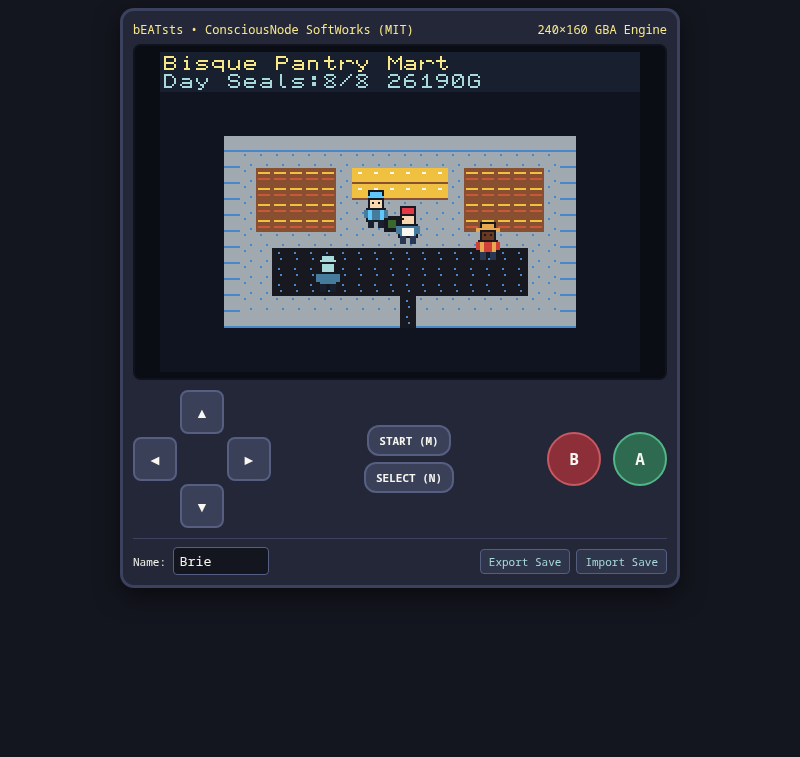 bEATsts • ConsciousNode SoftWorks (MIT)
240×160 GBA Engine
Bisque Pantry Mart
Day Seals:8/8 26190G
▲
◄ ►
▼
START (M)
SELECT (N)
B A
Name: Brie
Export Save
Import Save